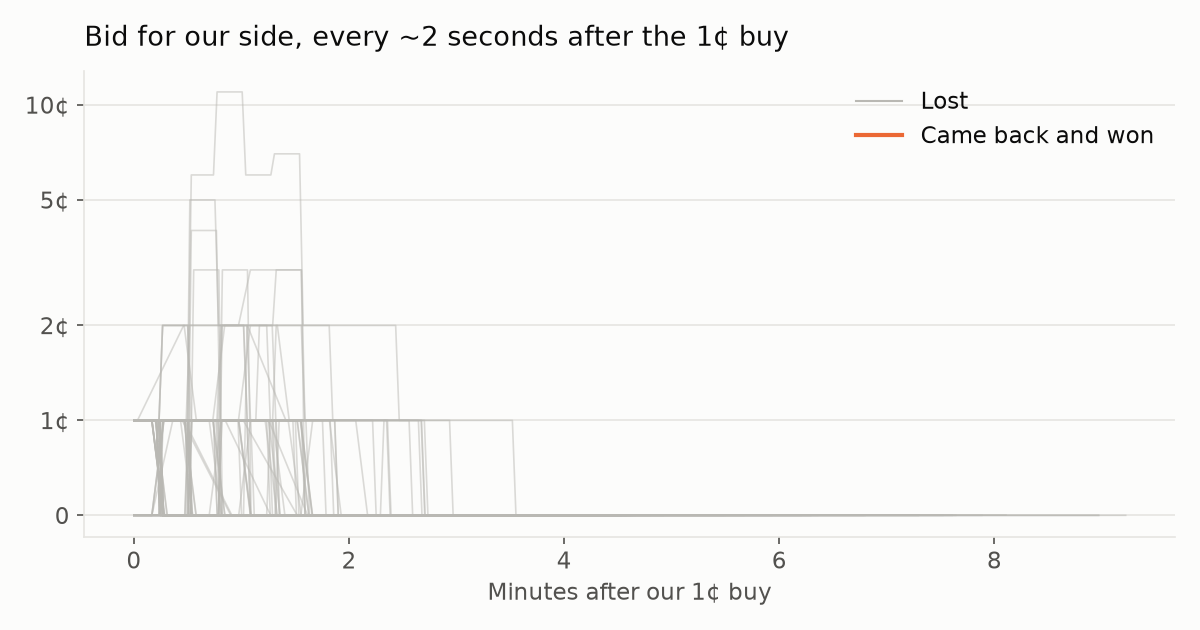 Bid for our side, every ~2 seconds after the 1¢ buy
10¢
5¢
2¢
1¢
0
Lost
Came back and won
0 2 4 6 8
Minutes after our 1¢ buy